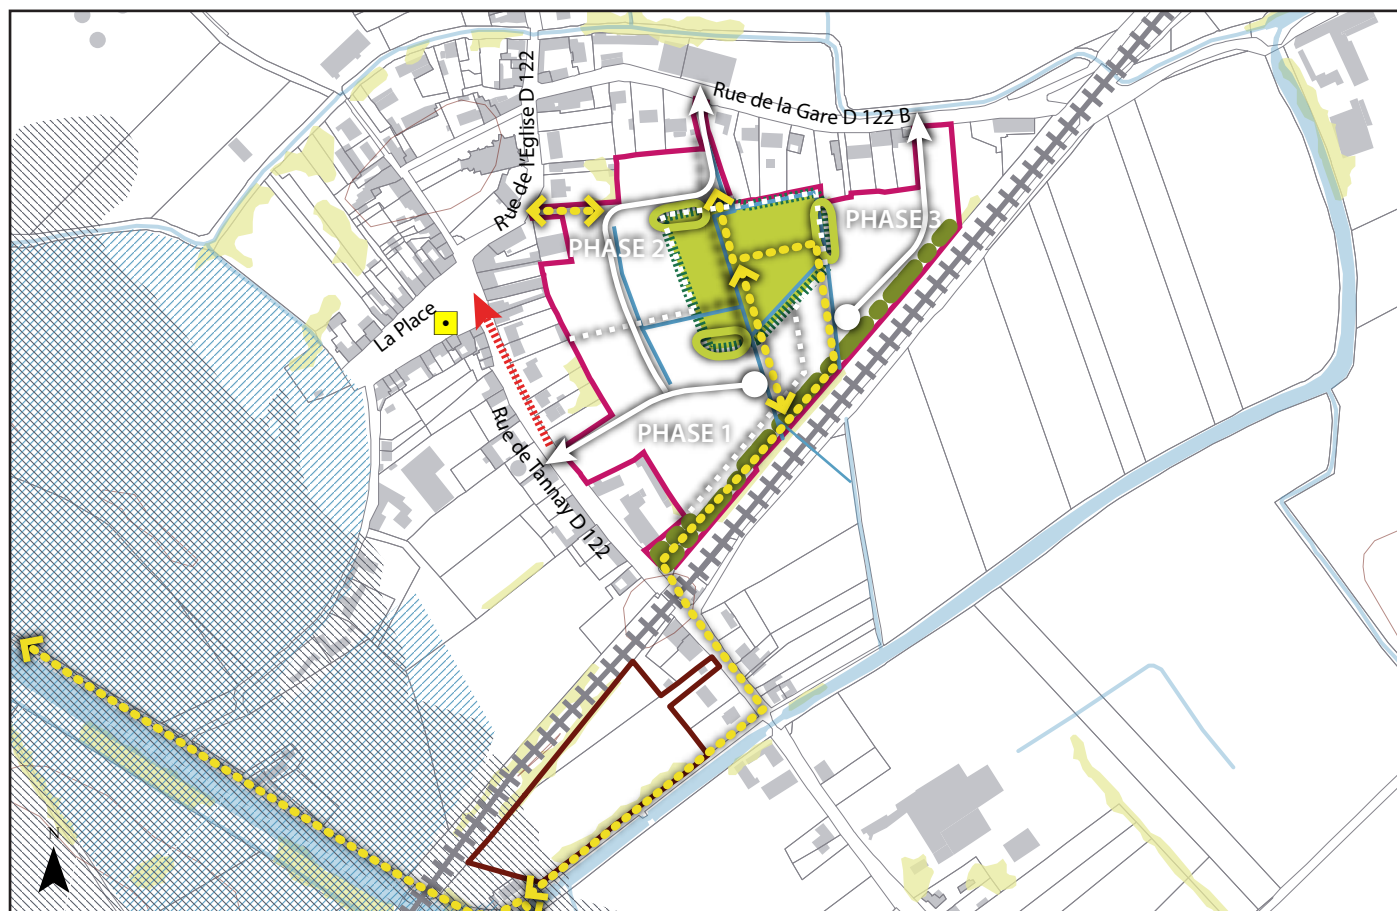 Rue de la Gare D 122 B
Rue de l'Eglise D 122
PHASE 2
PHASE 3
La Place
PHASE 1
Rue de Tannay D 122
N